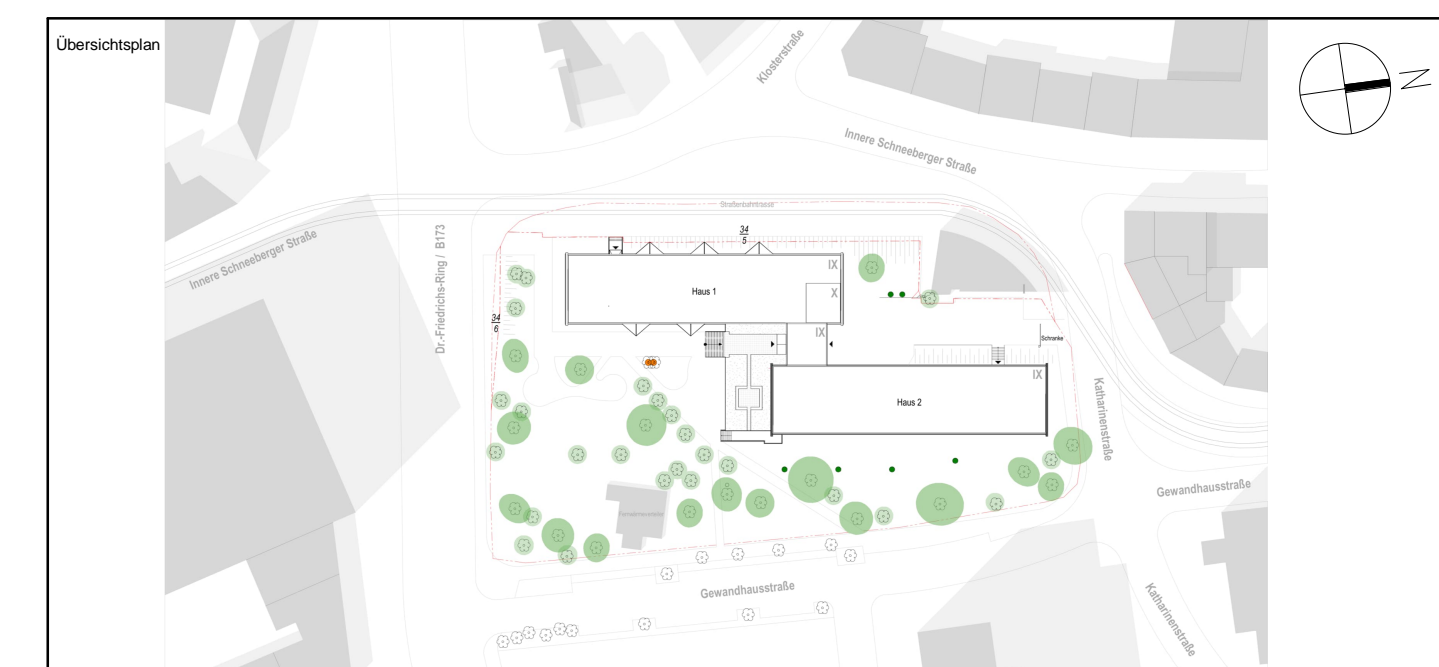 Übersichtsplan
Klosterstraße
N
Innere Schneeberger Straße
Straßenbahntrasse
34
5
Innere Schneeberger Straße
Dr.-Friedrichs-Ring / B173
IX
Haus 1
X
34
6
IX
Schranke
IX
Haus 2
Katharinenstraße
Gewandhausstraße
Gewandhausstraße
Katharinenstraße